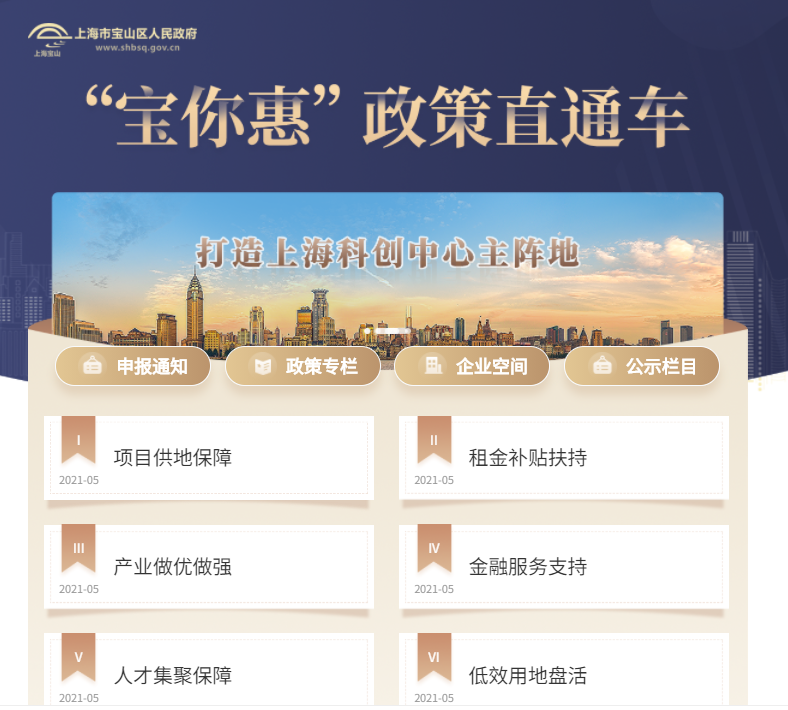 上海市宝山区人民政府
www.shbsq.gov.cn
上海宝山
“宝你惠”政策直通车
打造上海科创中心主阵地
申报通知 政策专栏 企业空间 公示栏目
I 项目供地保障
2021-05
II 租金补贴扶持
2021-05
III 产业做优做强
2021-05
IV 金融服务支持
2021-05
V 人才集聚保障
2021-05
VI 低效用地盘活
2021-05